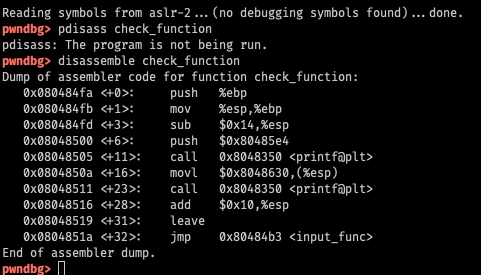 Reading symbols from aslr-2...(no debugging symbols found)...done.
pwndbg> pdisass check_function
pdisass: The program is not being run.
pwndbg> disassemble check_function
Dump of assembler code for function check_function:
0x080484fa <+0>: push %ebp
0x080484fb <+1>: mov %esp,%ebp
0x080484fd <+3>: sub $0x14,%esp
0x08048500 <+6>: push $0x80485e4
0x08048505 <+11>: call 0x8048350 <printf@plt>
0x0804850a <+16>: movl $0x8048630,(%esp)
0x08048511 <+23>: call 0x8048350 <printf@plt>
0x08048516 <+28>: add $0x10,%esp
0x08048519 <+31>: leave
0x0804851a <+32>: jmp 0x80484b3 <input_func>
End of assembler dump.
pwndbg>